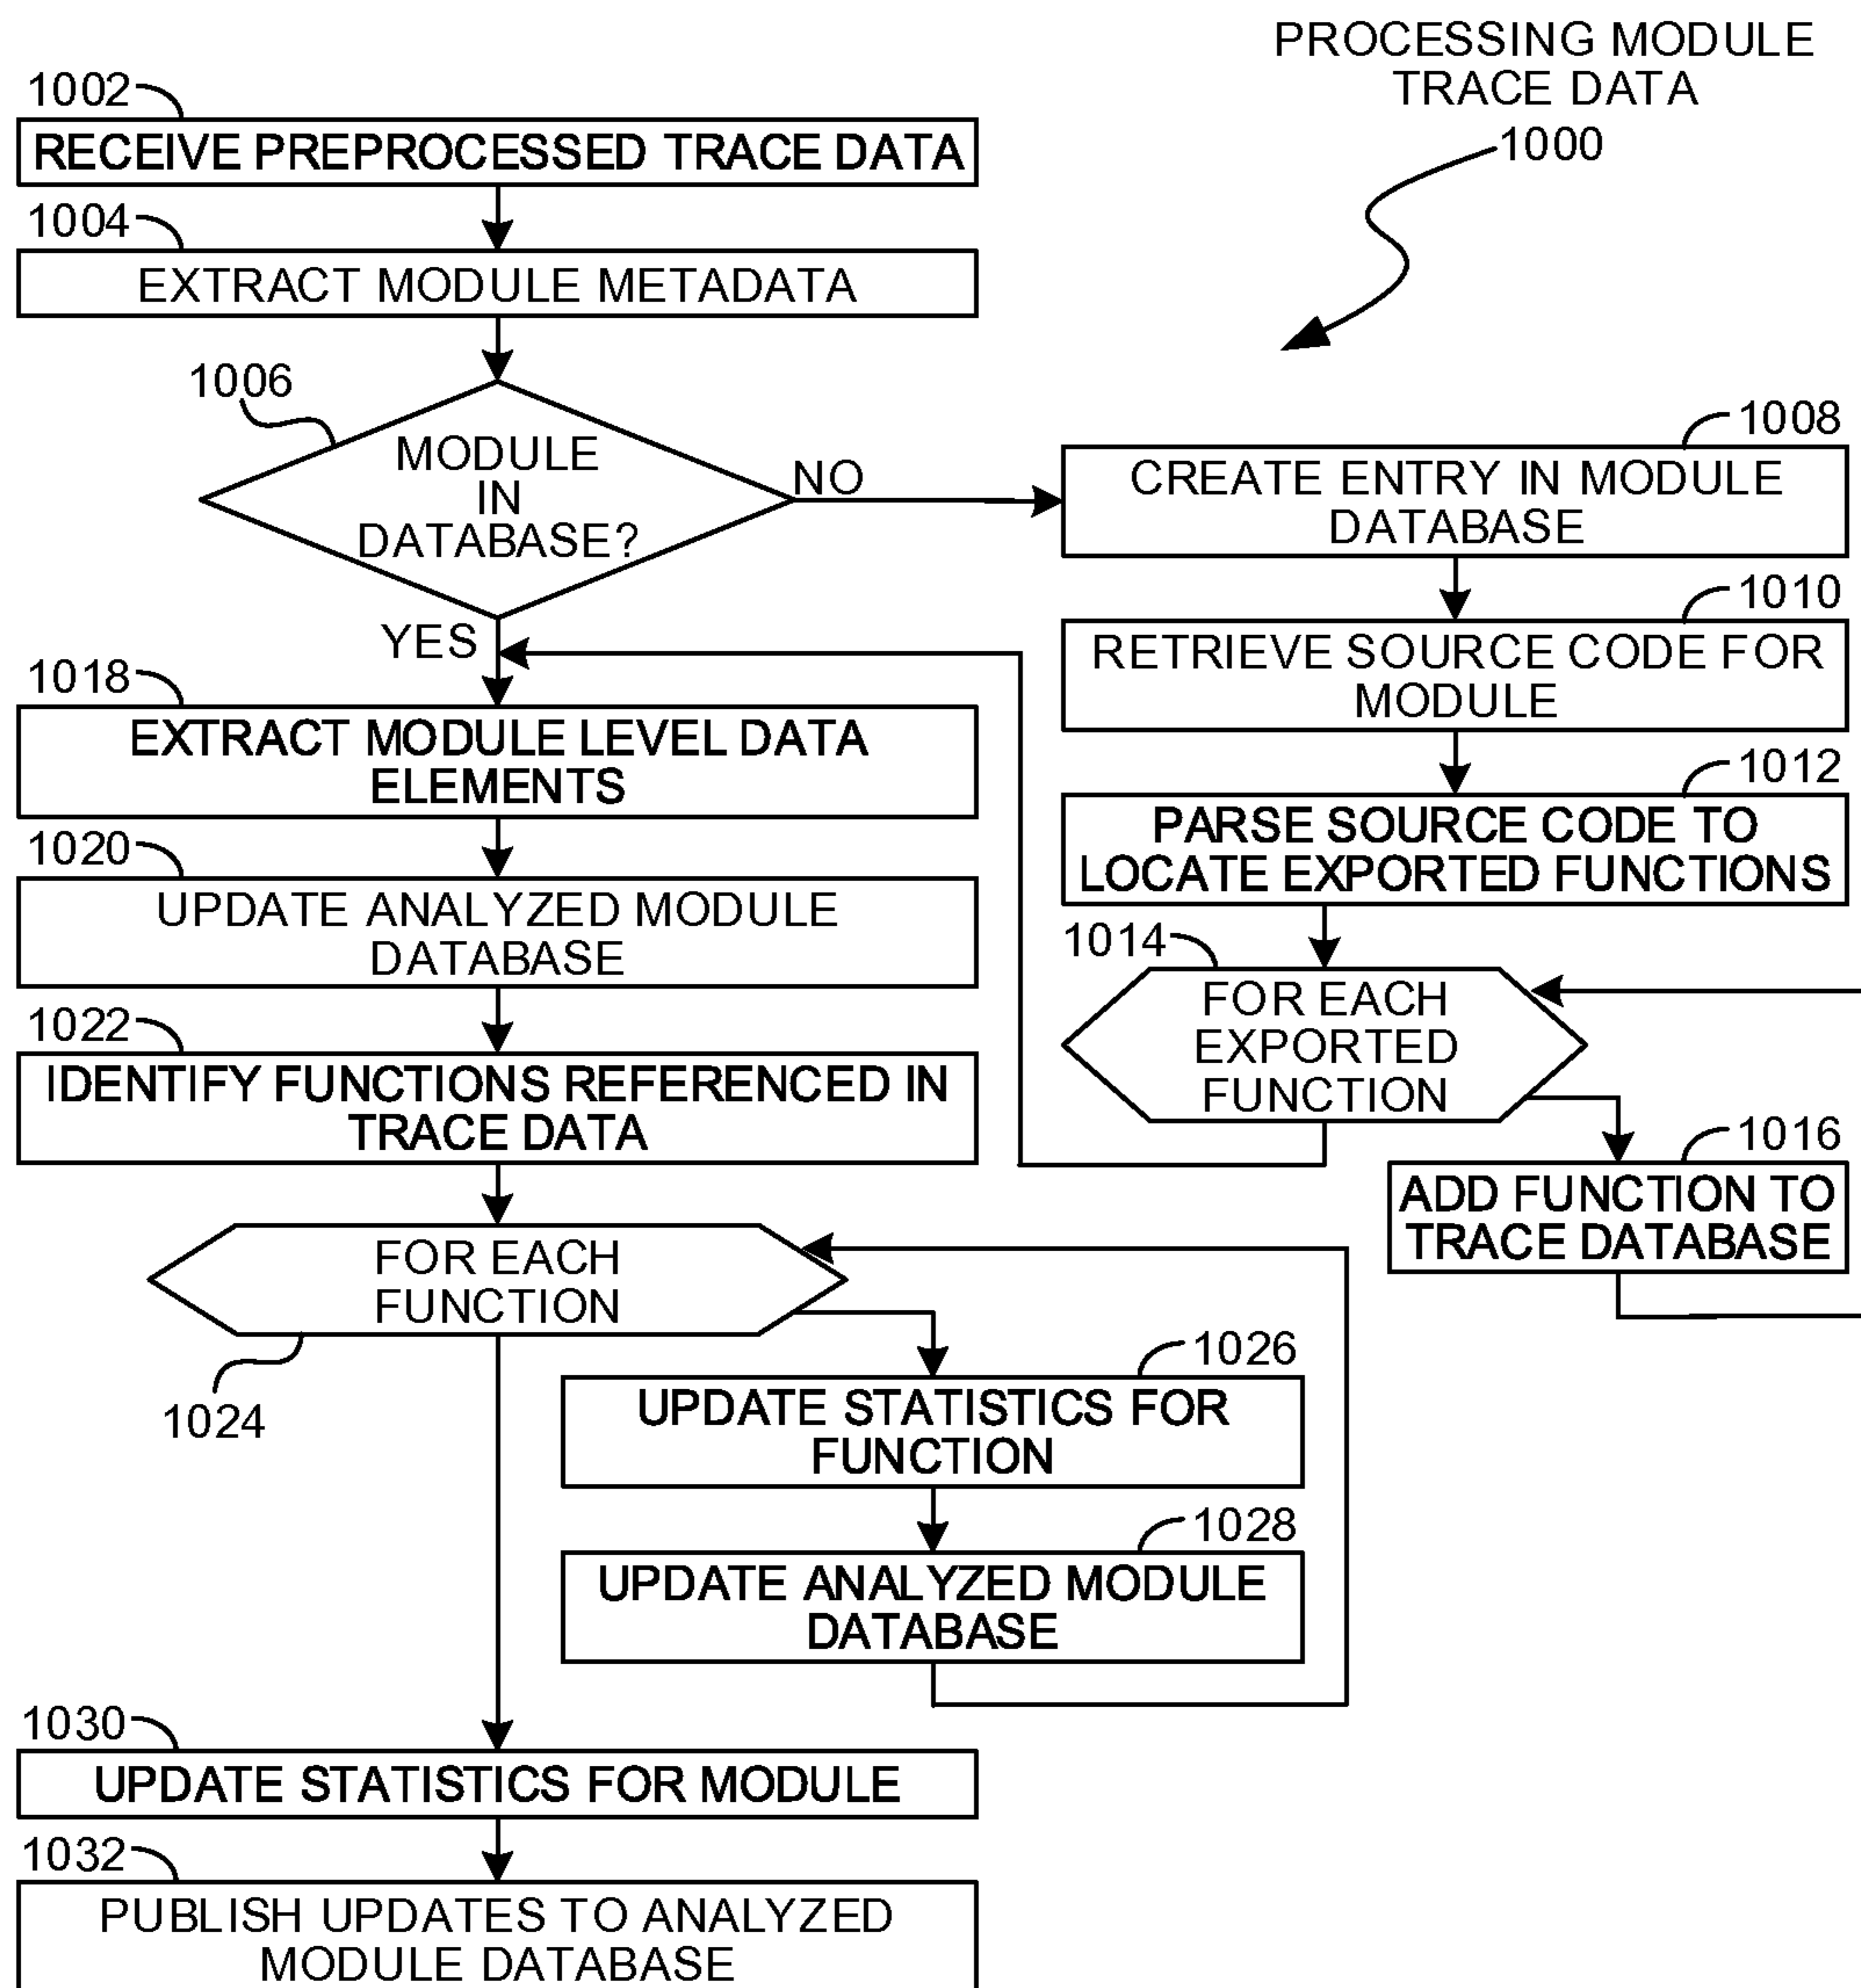 PROCESSING MODULE
TRACE DATA
1000
1002
RECEIVE PREPROCESSED TRACE DATA
1004
EXTRACT MODULE METADATA
1006
MODULE
IN
DATABASE?
NO
YES
1008
CREATE ENTRY IN MODULE
DATABASE
1010
RETRIEVE SOURCE CODE FOR
MODULE
1012
PARSE SOURCE CODE TO
LOCATE EXPORTED FUNCTIONS
1014
FOR EACH
EXPORTED
FUNCTION
1016
ADD FUNCTION TO
TRACE DATABASE
1018
EXTRACT MODULE LEVEL DATA
ELEMENTS
1020
UPDATE ANALYZED MODULE
DATABASE
1022
IDENTIFY FUNCTIONS REFERENCED IN
TRACE DATA
FOR EACH
FUNCTION
1024
1026
UPDATE STATISTICS FOR
FUNCTION
1028
UPDATE ANALYZED MODULE
DATABASE
1030
UPDATE STATISTICS FOR MODULE
1032
PUBLISH UPDATES TO ANALYZED
MODULE DATABASE